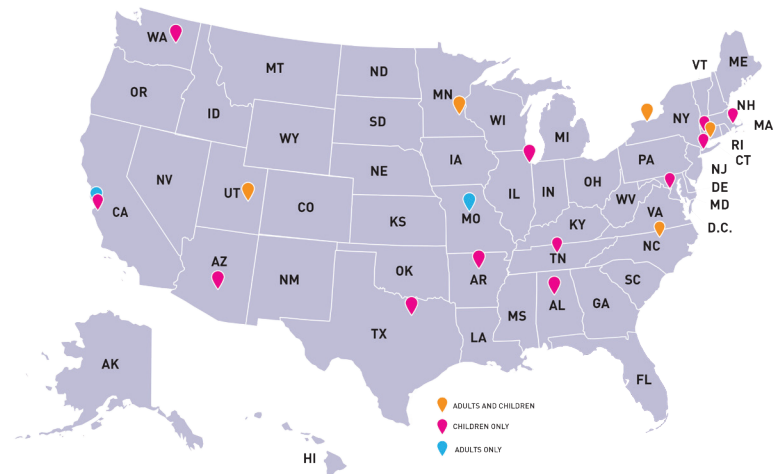 WA
MT
ND
MN
VT
ME
OR
ID
WY
SD
WI
MI
NY
NH
MA
RI
CT
NV
UT
CO
NE
IA
IL
IN
OH
PA
NJ
DE
MD
D.C.
CA
KS
MO
KY
WV
VA
NC
AZ
NM
OK
AR
TN
SC
TX
LA
MS
AL
GA
FL
AK
HI
ADULTS AND CHILDREN
CHILDREN ONLY
ADULTS ONLY